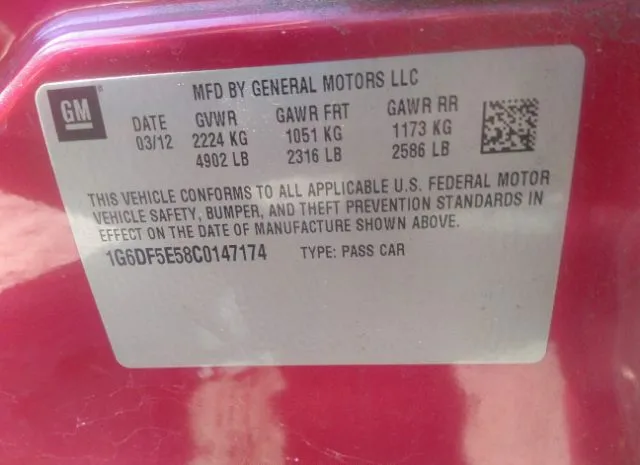 MFD BY GENERAL MOTORS LLC
GM®
DATE GVWR GAWR FRT GAWR RR
03/12 2224 KG 1051 KG 1173 KG
4902 LB 2316 LB 2586 LB
THIS VEHICLE CONFORMS TO ALL APPLICABLE U.S. FEDERAL MOTOR
VEHICLE SAFETY, BUMPER, AND THEFT PREVENTION STANDARDS IN
EFFECT ON THE DATE OF MANUFACTURE SHOWN ABOVE.
1G6DF5E58C0147174 TYPE: PASS CAR